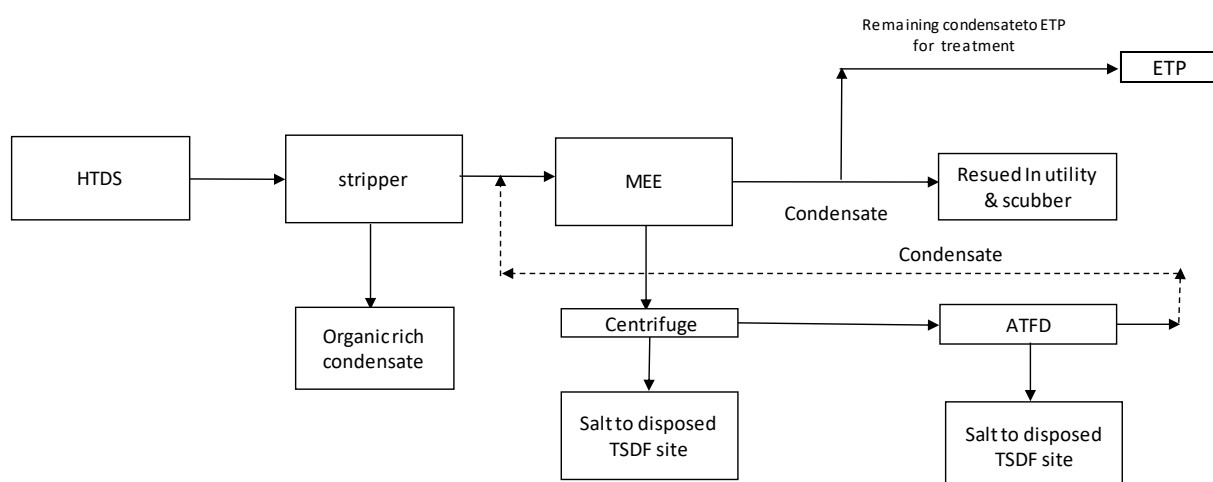 Remaining condensateto ETP
for treatment
ETP
HTDS
stripper
MEE
Resued In utility
& scubber
Condensate
Condensate
Organic rich
condensate
Centrifuge
ATFD
Salt to disposed
TSDF site
Salt to disposed
TSDF site